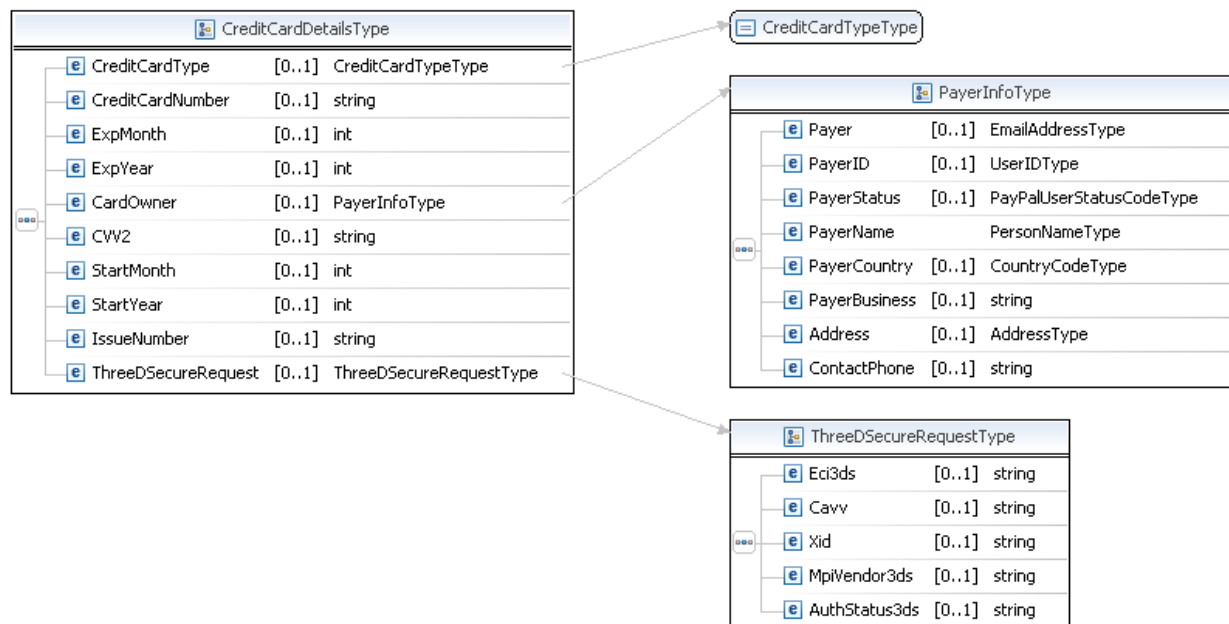 CreditCardDetailsType
CreditCardType [0..1] CreditCardTypeType
CreditCardNumber [0..1] string
ExpMonth [0..1] int
ExpYear [0..1] int
CardOwner [0..1] PayerInfoType
CVV2 [0..1] string
StartMonth [0..1] int
StartYear [0..1] int
IssueNumber [0..1] string
ThreeDSecureRequest [0..1] ThreeDSecureRequestType
CreditCardTypeType
PayerInfoType
Payer [0..1] EmailAddressType
PayerID [0..1] UserIDType
PayerStatus [0..1] PayPalUserStatusCodeType
PayerName PersonNameType
PayerCountry [0..1] CountryCodeType
PayerBusiness [0..1] string
Address [0..1] AddressType
ContactPhone [0..1] string
ThreeDSecureRequestType
Eci3ds [0..1] string
Cavv [0..1] string
Xid [0..1] string
MpiVendor3ds [0..1] string
AuthStatus3ds [0..1] string